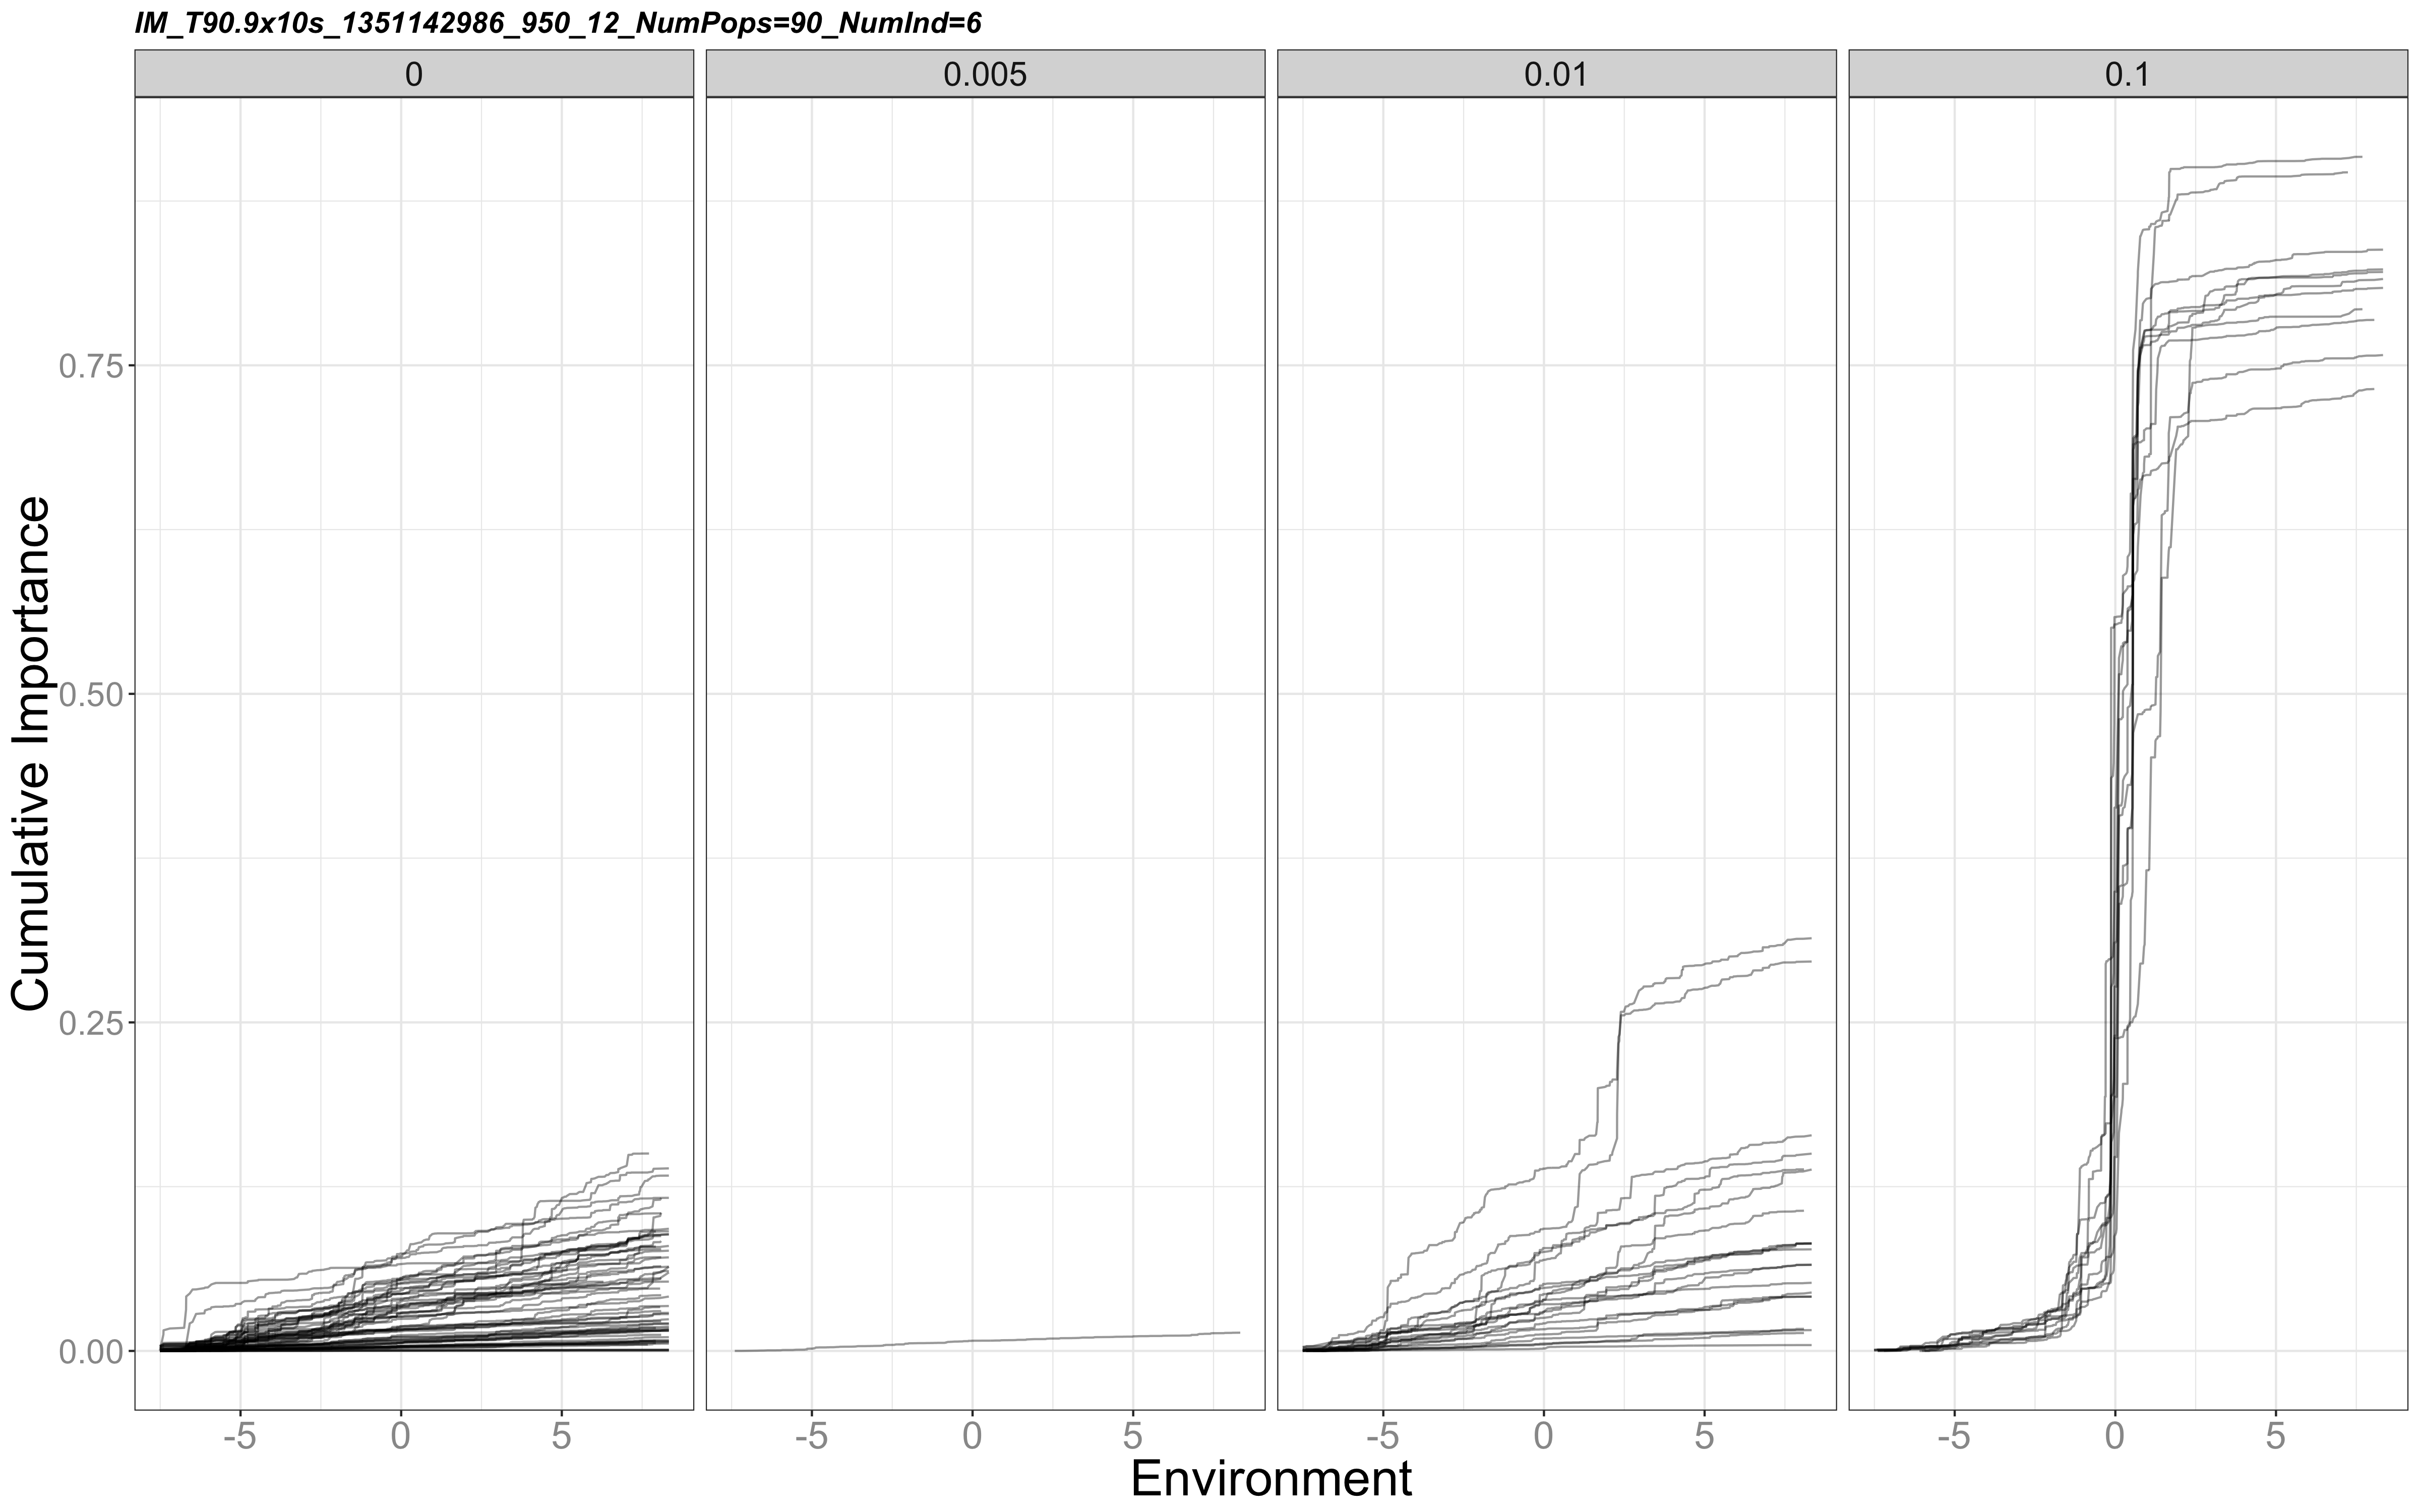 IM_T90.9x10s_1351142986_950_12_NumPops=90_NumInd=6
0 0.005 0.01 0.1
Cumulative Importance
0.75
0.50
0.25
0.00
-5 0 5 -5 0 5 -5 0 5 -5 0 5
Environment